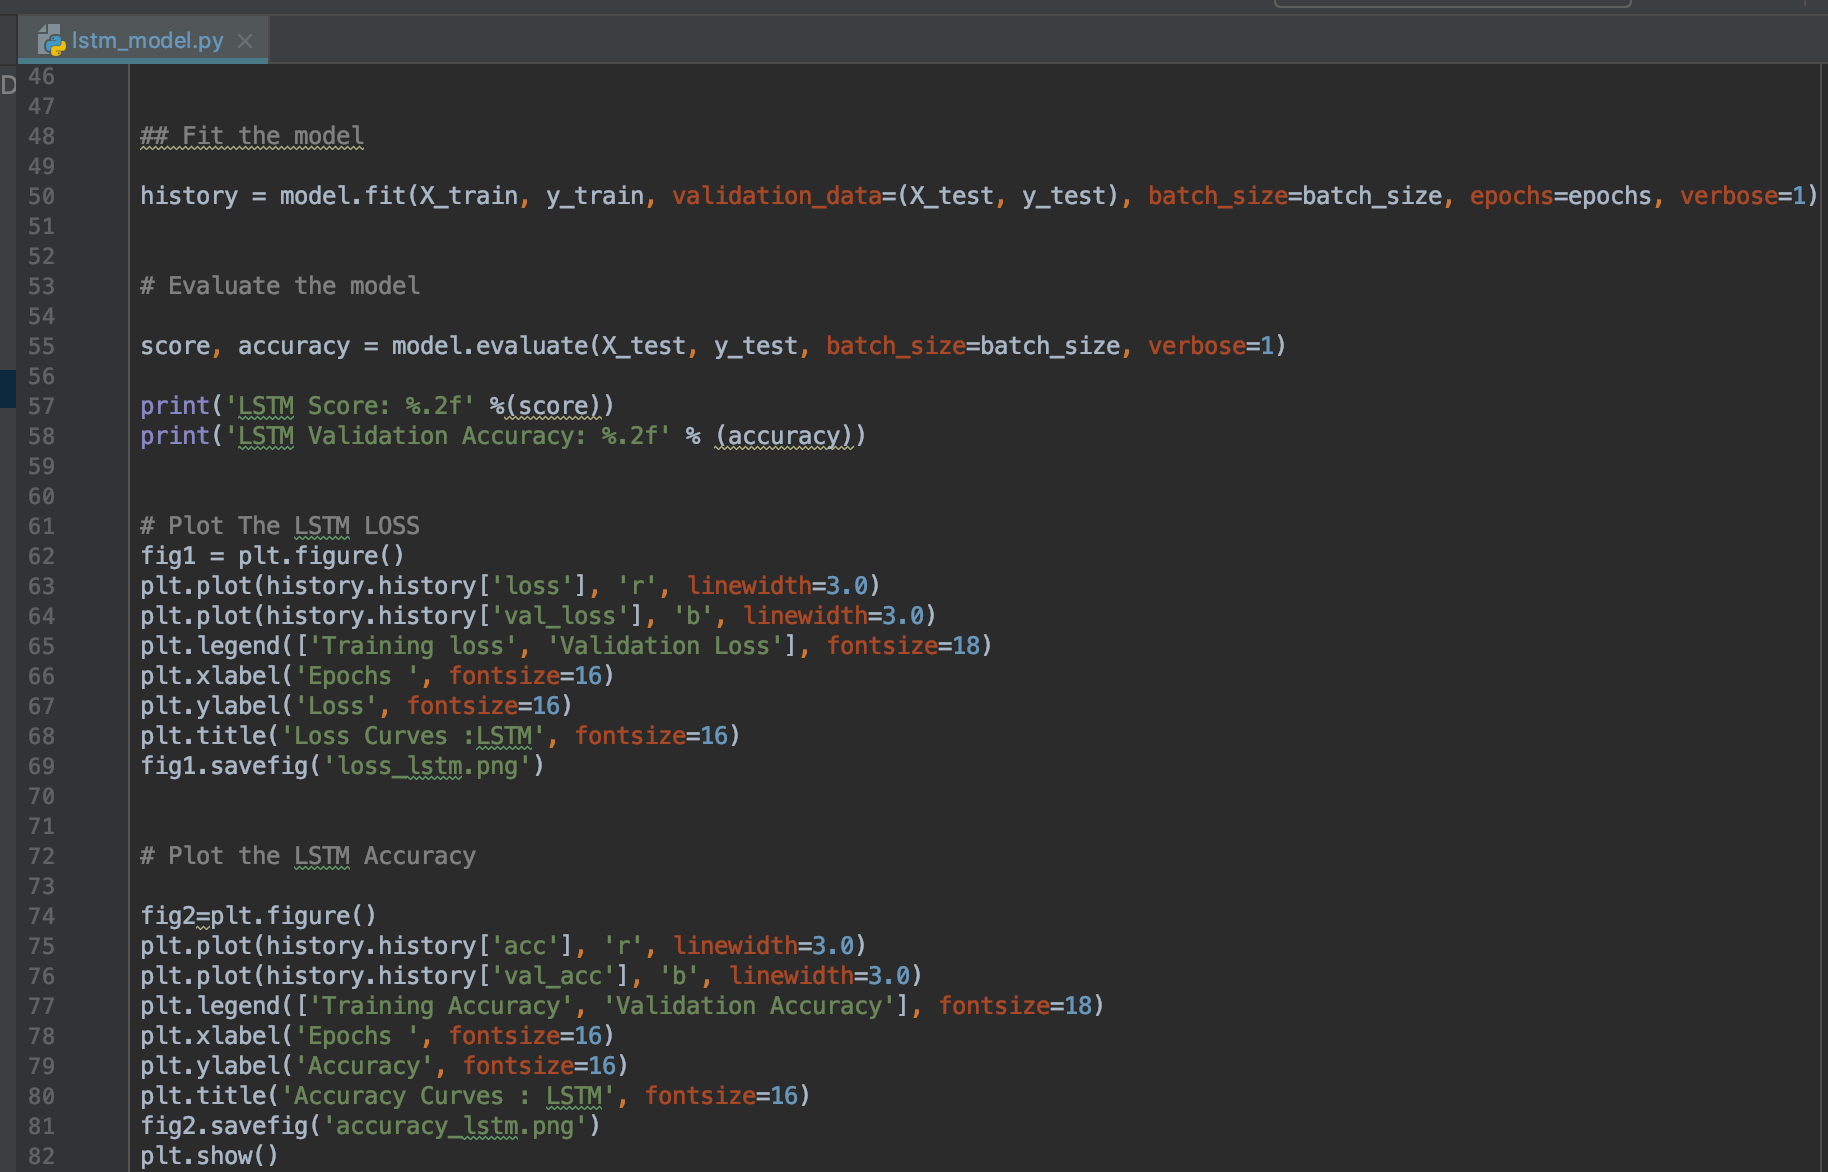 lstm_model.py
D
46
47
48 ## Fit the model
49
50 history = model.fit(X_train, y_train, validation_data=(X_test, y_test), batch_size=batch_size, epochs=epochs, verbose=1)
51
52
53 # Evaluate the model
54
55 score, accuracy = model.evaluate(X_test, y_test, batch_size=batch_size, verbose=1)
56
57 print('LSTM Score: %.2f' %(score))
58 print('LSTM Validation Accuracy: %.2f' % (accuracy))
59
60
61 # Plot The LSTM LOSS
62 fig1 = plt.figure()
63 plt.plot(history.history['loss'], 'r', linewidth=3.0)
64 plt.plot(history.history['val_loss'], 'b', linewidth=3.0)
65 plt.legend(['Training loss', 'Validation Loss'], fontsize=18)
66 plt.xlabel('Epochs ', fontsize=16)
67 plt.ylabel('Loss', fontsize=16)
68 plt.title('Loss Curves :LSTM', fontsize=16)
69 fig1.savefig('loss_lstm.png')
70
71
72 # Plot the LSTM Accuracy
73
74 fig2=plt.figure()
75 plt.plot(history.history['acc'], 'r', linewidth=3.0)
76 plt.plot(history.history['val_acc'], 'b', linewidth=3.0)
77 plt.legend(['Training Accuracy', 'Validation Accuracy'], fontsize=18)
78 plt.xlabel('Epochs ', fontsize=16)
79 plt.ylabel('Accuracy', fontsize=16)
80 plt.title('Accuracy Curves : LSTM', fontsize=16)
81 fig2.savefig('accuracy_lstm.png')
82 plt.show()